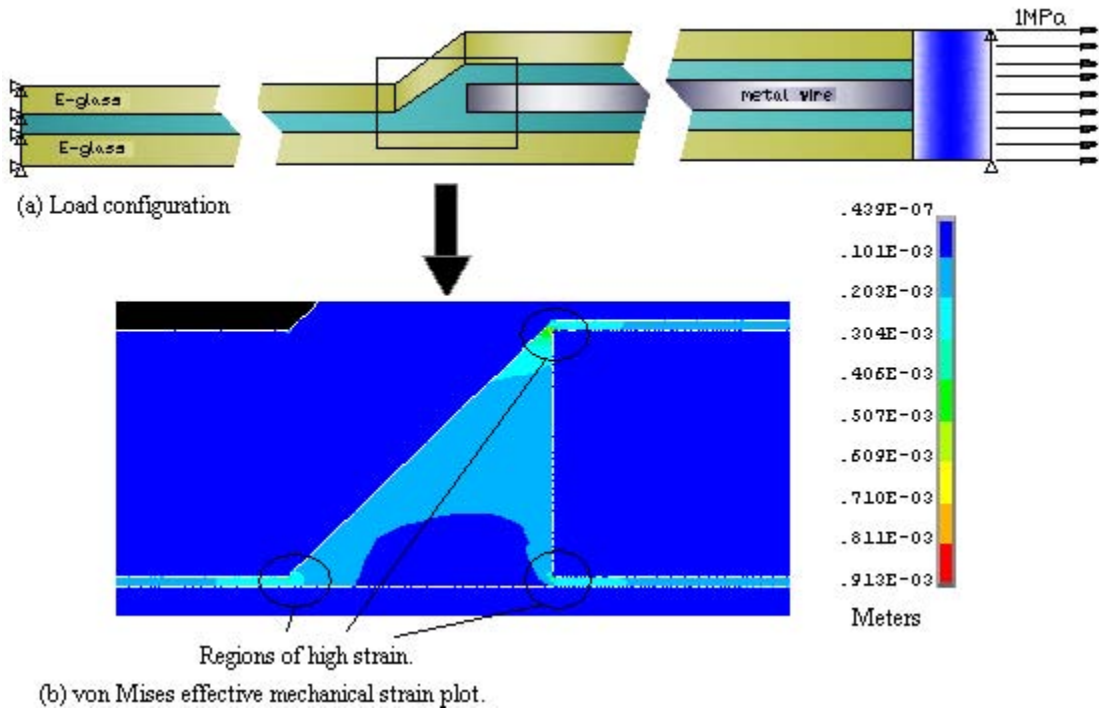 1MPa
E-glass
metal wire
E-glass
(a) Load configuration
.439E-07
.101E-03
.203E-03
.304E-03
.406E-03
.507E-03
.609E-03
.710E-03
.811E-03
.913E-03
Meters
Regions of high strain.
(b) von Mises effective mechanical strain plot.